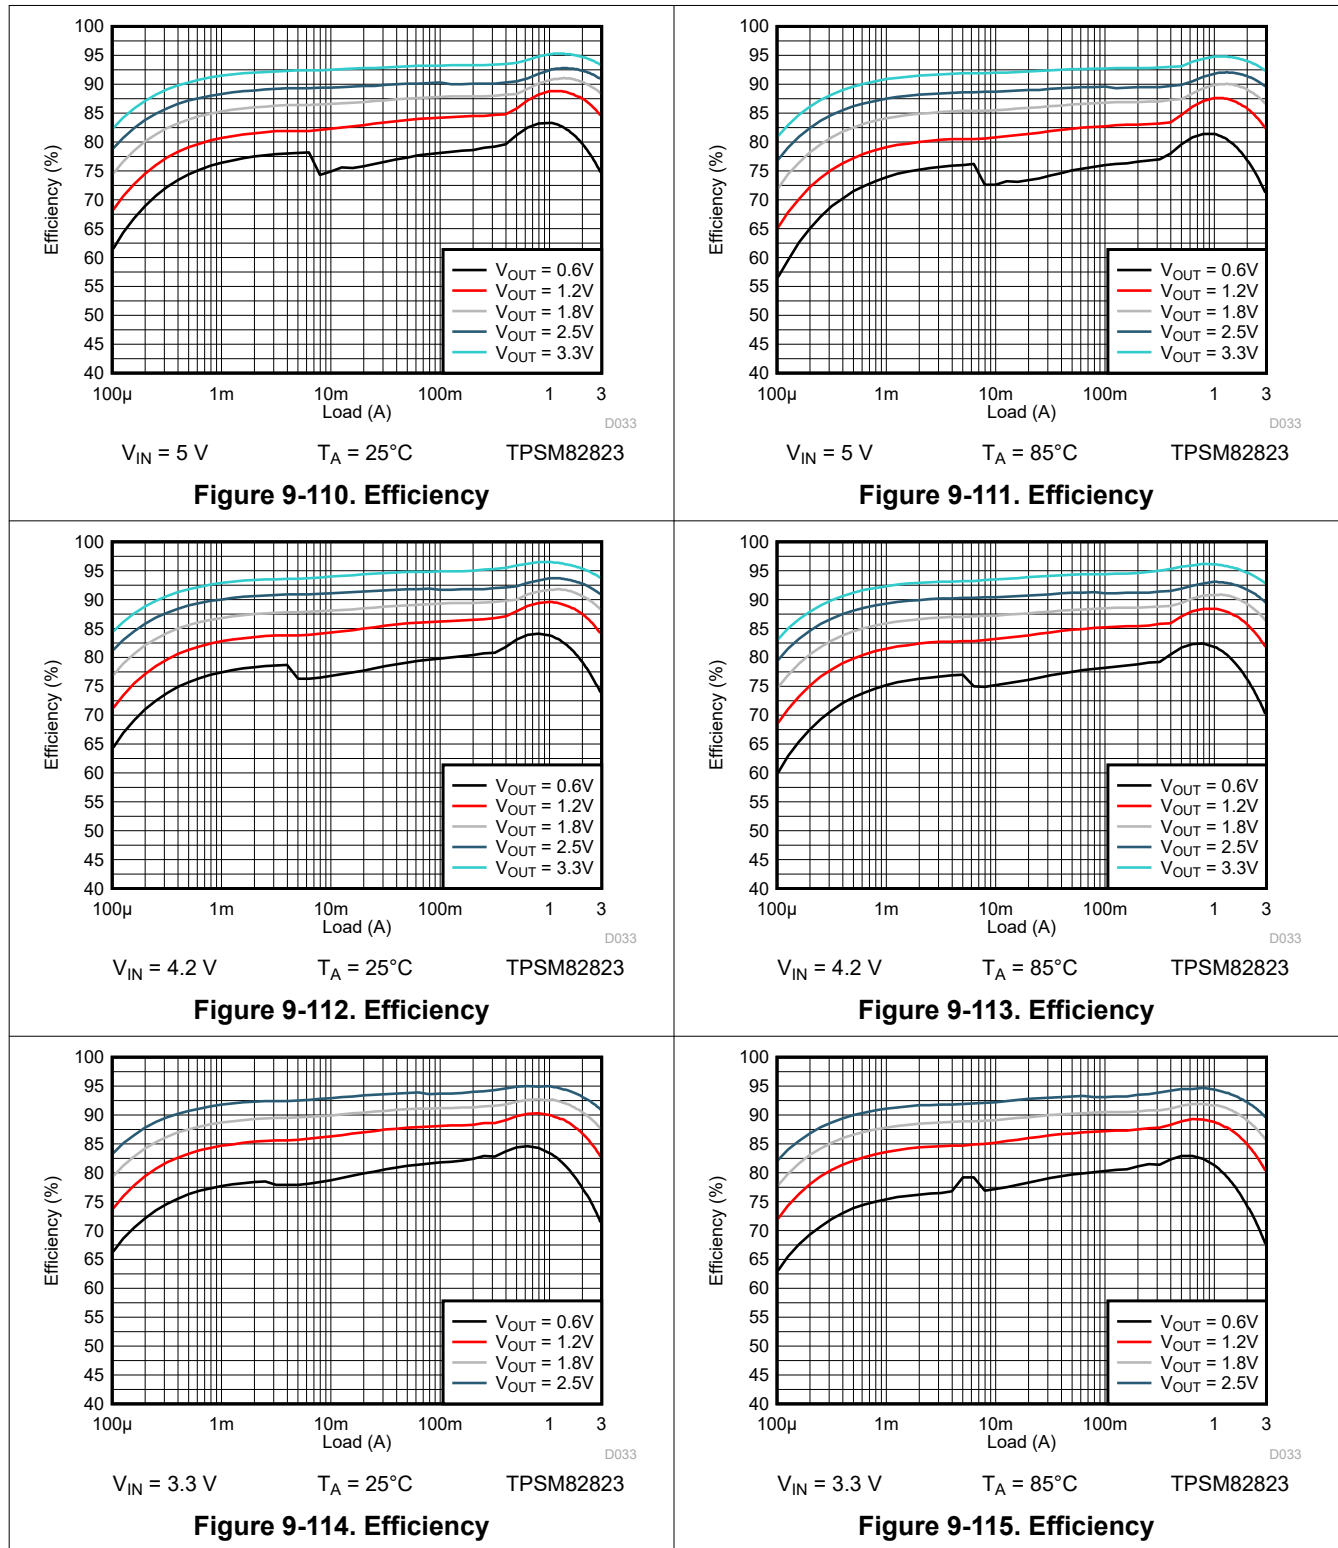 100
95
90
85
80
75
70
65
60
55
50
45
40
Efficiency (%)
VOUT = 0.6V
VOUT = 1.2V
VOUT = 1.8V
VOUT = 2.5V
VOUT = 3.3V
100µ 1m 10m 100m 1 3
Load (A)
D033
VIN = 5 V TA = 25°C TPSM82823
Figure 9-110. Efficiency
100
95
90
85
80
75
70
65
60
55
50
45
40
Efficiency (%)
VOUT = 0.6V
VOUT = 1.2V
VOUT = 1.8V
VOUT = 2.5V
VOUT = 3.3V
100µ 1m 10m 100m 1 3
Load (A)
D033
VIN = 5 V TA = 85°C TPSM82823
Figure 9-111. Efficiency
100
95
90
85
80
75
70
65
60
55
50
45
40
Efficiency (%)
VOUT = 0.6V
VOUT = 1.2V
VOUT = 1.8V
VOUT = 2.5V
VOUT = 3.3V
100µ 1m 10m 100m 1 3
Load (A)
D033
VIN = 4.2 V TA = 25°C TPSM82823
Figure 9-112. Efficiency
100
95
90
85
80
75
70
65
60
55
50
45
40
Efficiency (%)
VOUT = 0.6V
VOUT = 1.2V
VOUT = 1.8V
VOUT = 2.5V
VOUT = 3.3V
100µ 1m 10m 100m 1 3
Load (A)
D033
VIN = 4.2 V TA = 85°C TPSM82823
Figure 9-113. Efficiency
100
95
90
85
80
75
70
65
60
55
50
45
40
Efficiency (%)
VOUT = 0.6V
VOUT = 1.2V
VOUT = 1.8V
VOUT = 2.5V
100µ 1m 10m 100m 1 3
Load (A)
D033
VIN = 3.3 V TA = 25°C TPSM82823
Figure 9-114. Efficiency
100
95
90
85
80
75
70
65
60
55
50
45
40
Efficiency (%)
VOUT = 0.6V
VOUT = 1.2V
VOUT = 1.8V
VOUT = 2.5V
100µ 1m 10m 100m 1 3
Load (A)
D033
VIN = 3.3 V TA = 85°C TPSM82823
Figure 9-115. Efficiency